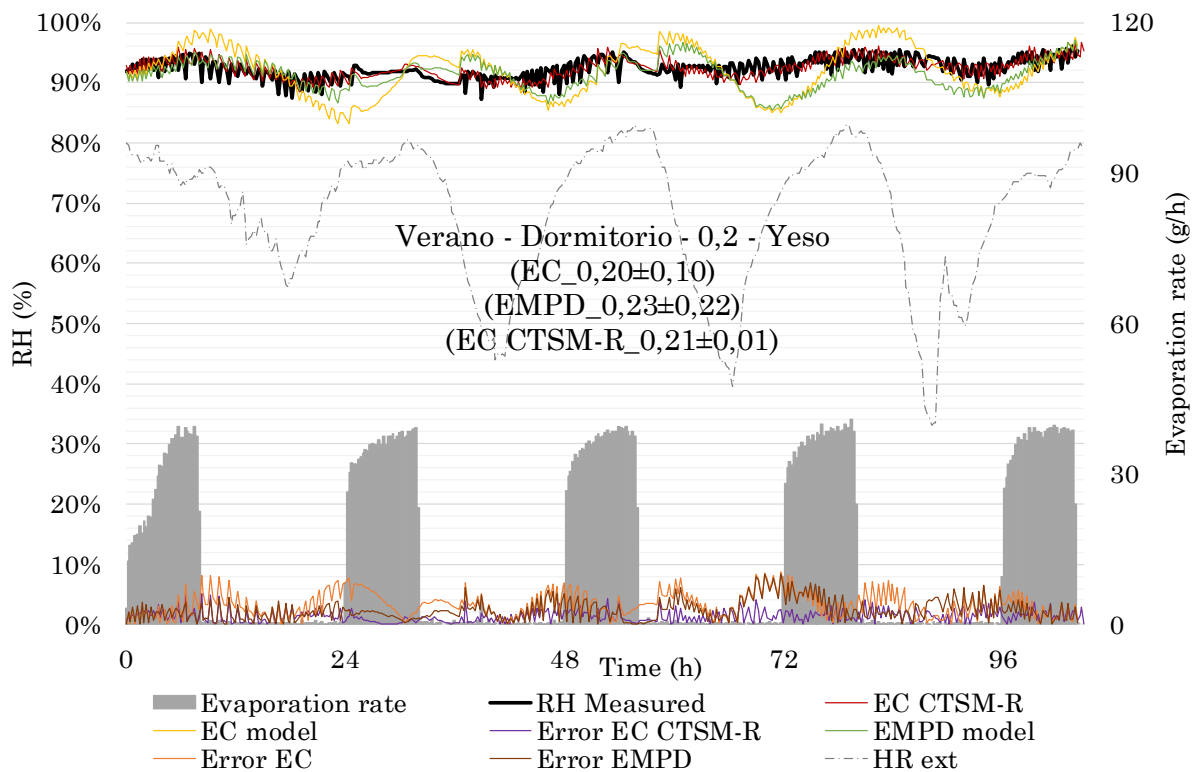 100%
90%
80%
70%
60%
50%
40%
30%
20%
10%
0%
RH (%)
120
90
60
30
0
Evaporation rate (g/h)
Verano - Dormitorio - 0,2 - Yeso
(EC_0,20±0,10)
(EMPD_0,23±0,22)
(EC CTSM-R_0,21±0,01)
0 24 48 72 96
Time (h)
Evaporation rate RH Measured EC CTSM-R
EC model Error EC CTSM-R EMPD model
Error EC Error EMPD HR ext